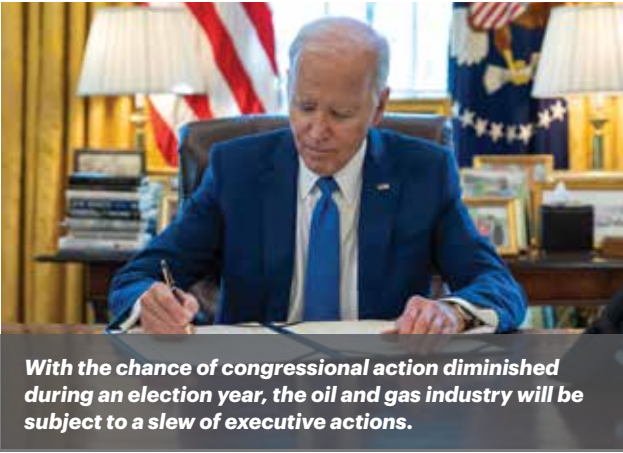 With the chance of congressional action diminished
during an election year, the oil and gas industry will be
subject to a slew of executive actions.